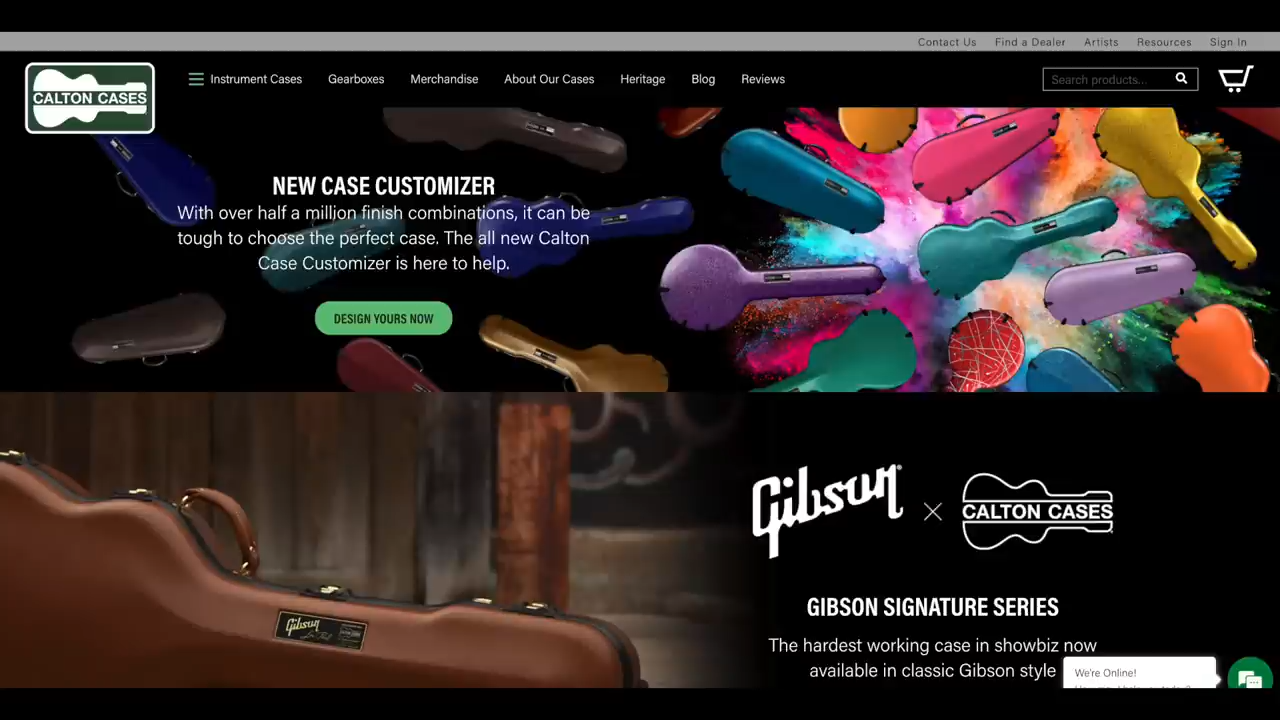 Contact Us Find a Dealer Artists Resources Sign In
CALTON CASES
Instrument Cases Gearboxes Merchandise About Our Cases Heritage Blog Reviews
Search products...
NEW CASE CUSTOMIZER
With over half a million finish combinations, it can be
tough to choose the perfect case. The all new Calton
Case Customizer is here to help.
DESIGN YOURS NOW
Gibson
CALTON CASES
Gibson
GIBSON SIGNATURE SERIES
The hardest working case in showbiz now
available in classic Gibson style
We're Online!